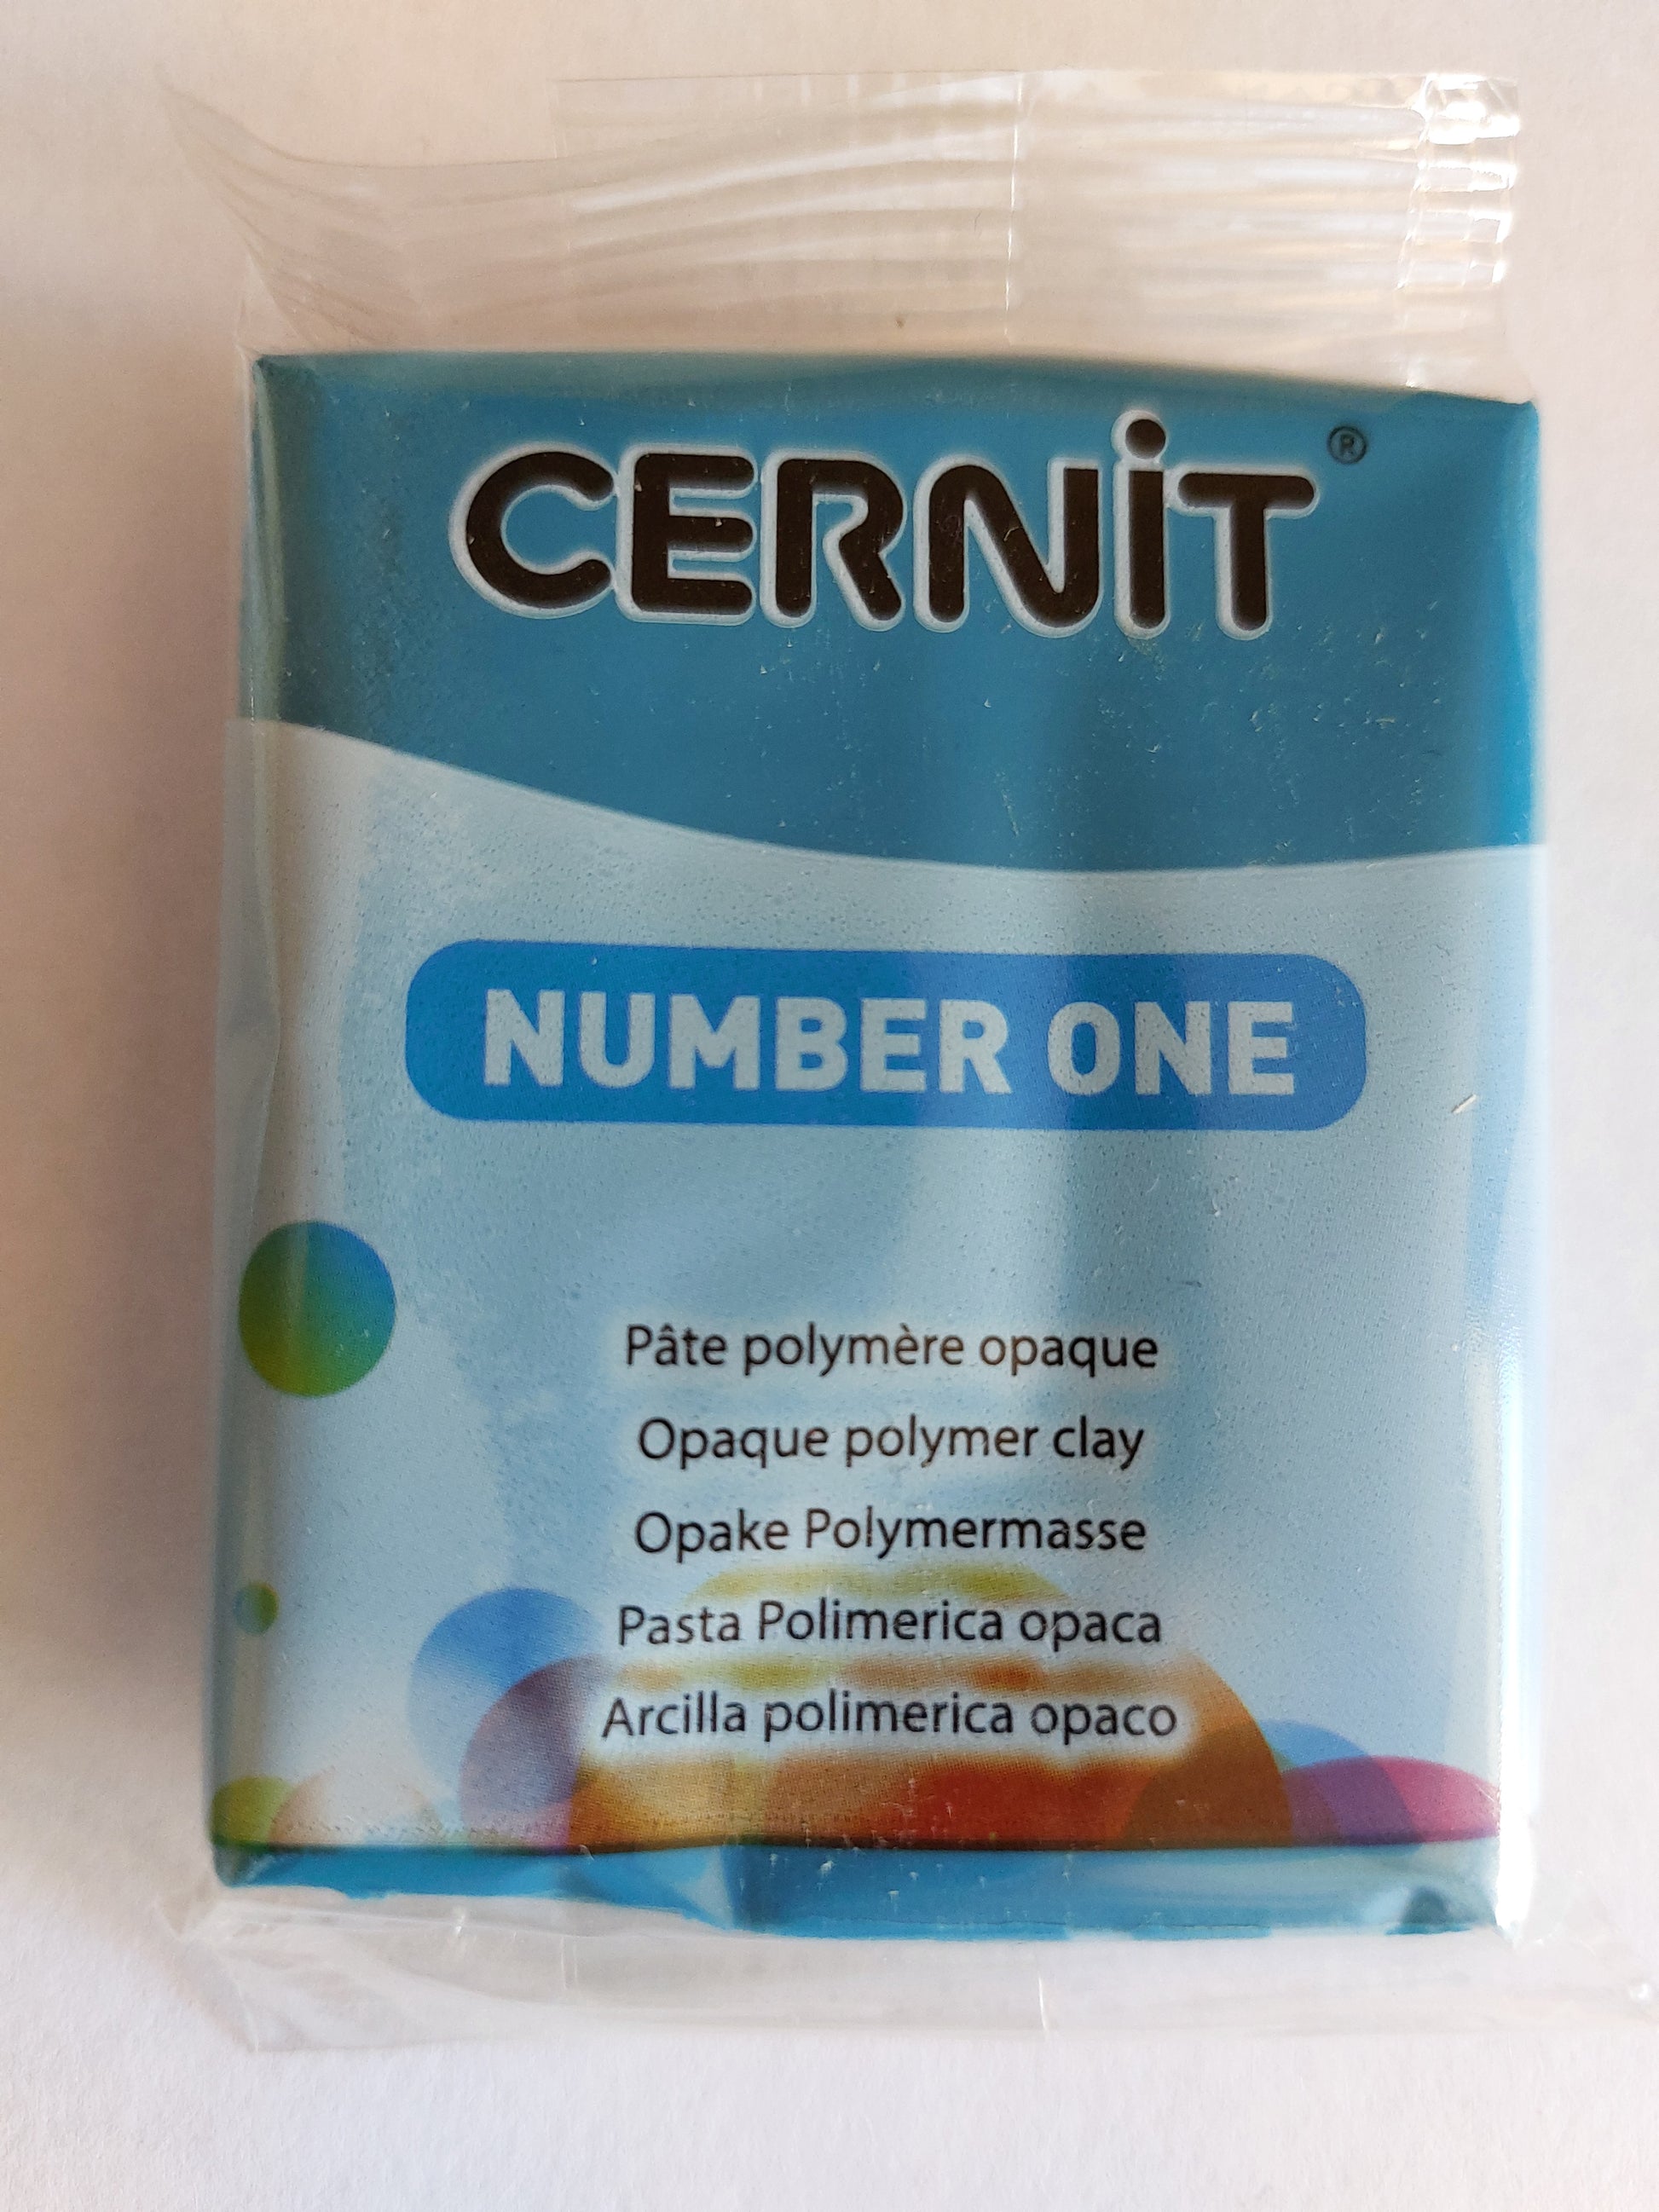 CERNiT®
NUMBER ONE
Pâte polymère opaque
Opaque polymer clay
Opake Polymermasse
Pasta Polimerica opaca
Arcilla polimerica opaco